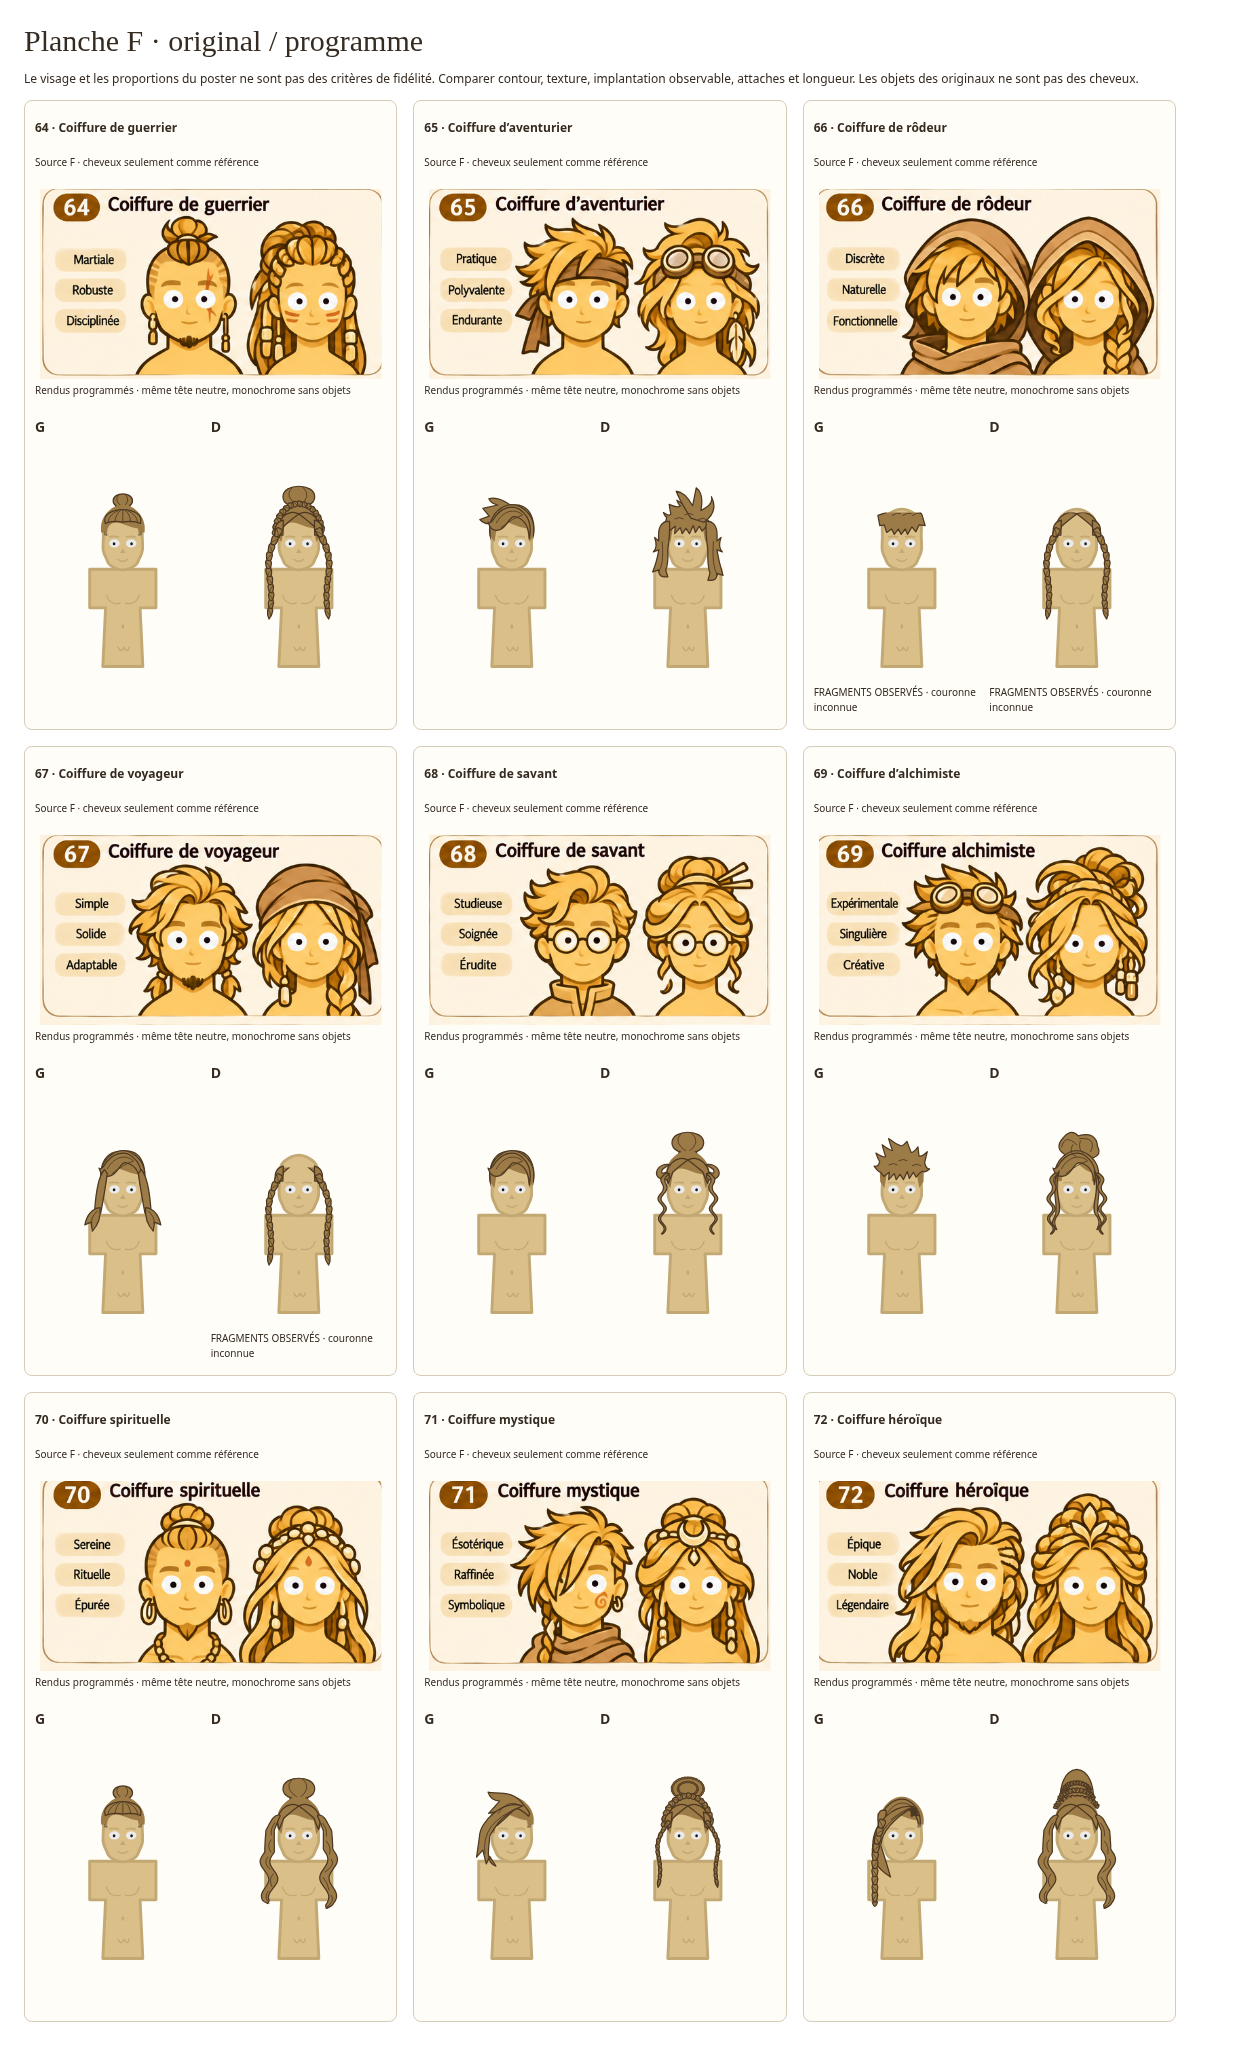 Planche F · original / programme
Le visage et les proportions du poster ne sont pas des critères de fidélité. Comparer contour, texture, implantation observable, attaches et longueur. Les objets des originaux ne sont pas des cheveux.
64 · Coiffure de guerrier
Source F · cheveux seulement comme référence
64 Coiffure de guerrier
Martiale
Robuste
Disciplinée
Rendus programmés · même tête neutre, monochrome sans objets
G D
65 · Coiffure d’aventurier
Source F · cheveux seulement comme référence
65 Coiffure d’aventurier
Pratique
Polyvalente
Endurante
Rendus programmés · même tête neutre, monochrome sans objets
G D
66 · Coiffure de rôdeur
Source F · cheveux seulement comme référence
66 Coiffure de rôdeur
Discrète
Naturelle
Fonctionnelle
Rendus programmés · même tête neutre, monochrome sans objets
G D
FRAGMENTS OBSERVÉS · couronne
inconnue
FRAGMENTS OBSERVÉS · couronne
inconnue
67 · Coiffure de voyageur
Source F · cheveux seulement comme référence
67 Coiffure de voyageur
Simple
Solide
Adaptable
Rendus programmés · même tête neutre, monochrome sans objets
G D
FRAGMENTS OBSERVÉS · couronne
inconnue
68 · Coiffure de savant
Source F · cheveux seulement comme référence
68 Coiffure de savant
Studieuse
Soignée
Érudite
Rendus programmés · même tête neutre, monochrome sans objets
G D
69 · Coiffure d’alchimiste
Source F · cheveux seulement comme référence
69 Coiffure alchimiste
Expérimentale
Singulière
Créative
Rendus programmés · même tête neutre, monochrome sans objets
G D
70 · Coiffure spirituelle
Source F · cheveux seulement comme référence
70 Coiffure spirituelle
Sereine
Rituelle
Épurée
Rendus programmés · même tête neutre, monochrome sans objets
G D
71 · Coiffure mystique
Source F · cheveux seulement comme référence
71 Coiffure mystique
Ésotérique
Raffinée
Symbolique
Rendus programmés · même tête neutre, monochrome sans objets
G D
72 · Coiffure héroïque
Source F · cheveux seulement comme référence
72 Coiffure héroïque
Épique
Noble
Légendaire
Rendus programmés · même tête neutre, monochrome sans objets
G D